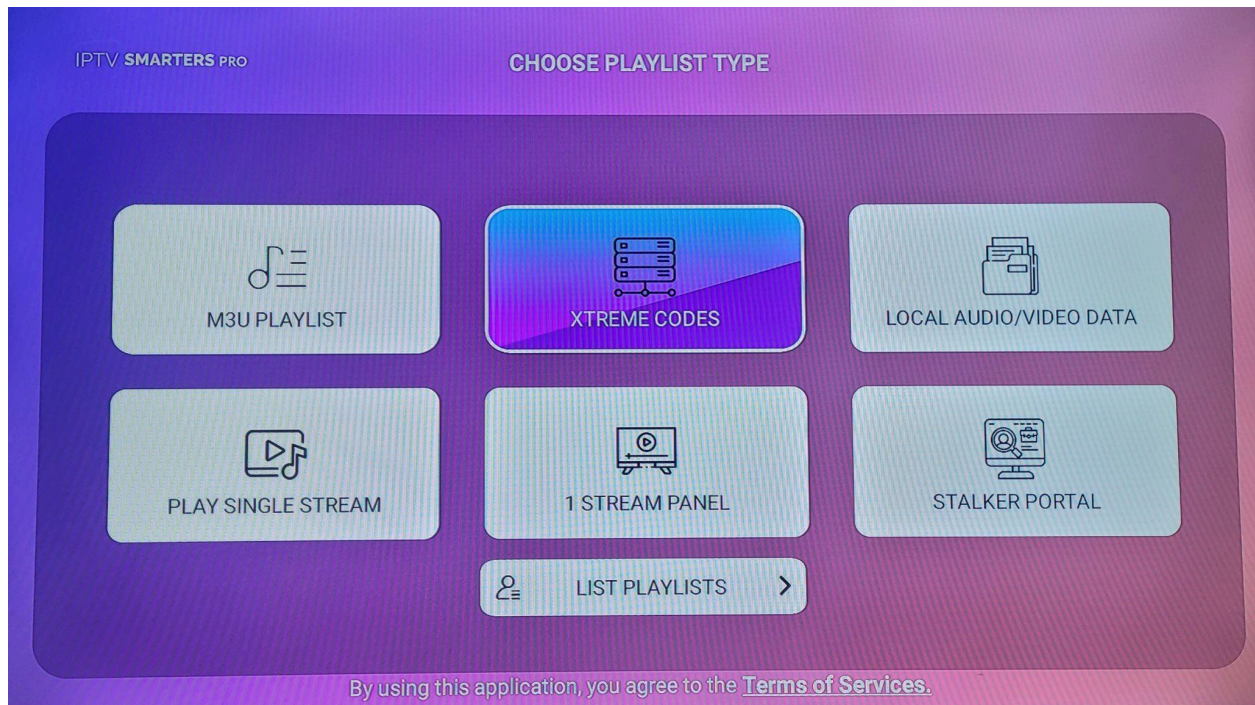 IPTV SMARTERS PRO
CHOOSE PLAYLIST TYPE
M3U PLAYLIST
XTREME CODES
LOCAL AUDIO/VIDEO DATA
PLAY SINGLE STREAM
1 STREAM PANEL
STALKER PORTAL
LIST PLAYLISTS
By using this application, you agree to the Terms of Services.